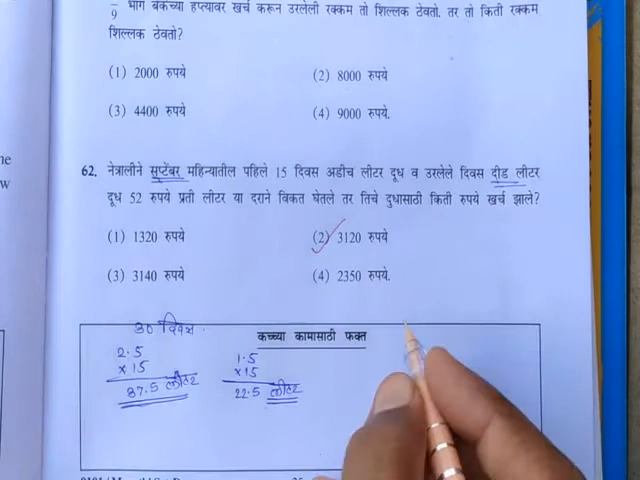 9 भाग बँकेच्या हप्त्यावर खर्च करून उरलेली रक्कम तो शिल्लक ठेवतो. तर तो किती रक्कम
शिल्लक ठेवतो?
(1) 2000 रुपये (2) 8000 रुपये
(3) 4400 रुपये (4) 9000 रुपये.
ne
w
62. नेत्रालीने सप्टेंबर महिन्यातील पहिले 15 दिवस अडीच लीटर दूध व उरलेले दिवस दीड लीटर
दूध 52 रुपये प्रती लीटर या दराने विकत घेतले तर तिचे दुधासाठी किती रुपये खर्च झाले?
(1) 1320 रुपये (2) 3120 रुपये
(3) 3140 रुपये (4) 2350 रुपये.
30 दिवस.
कच्च्या कामासाठी फक्त
2.5 1.5
×15 ×15
37.5 लीटर 22.5 लीटर